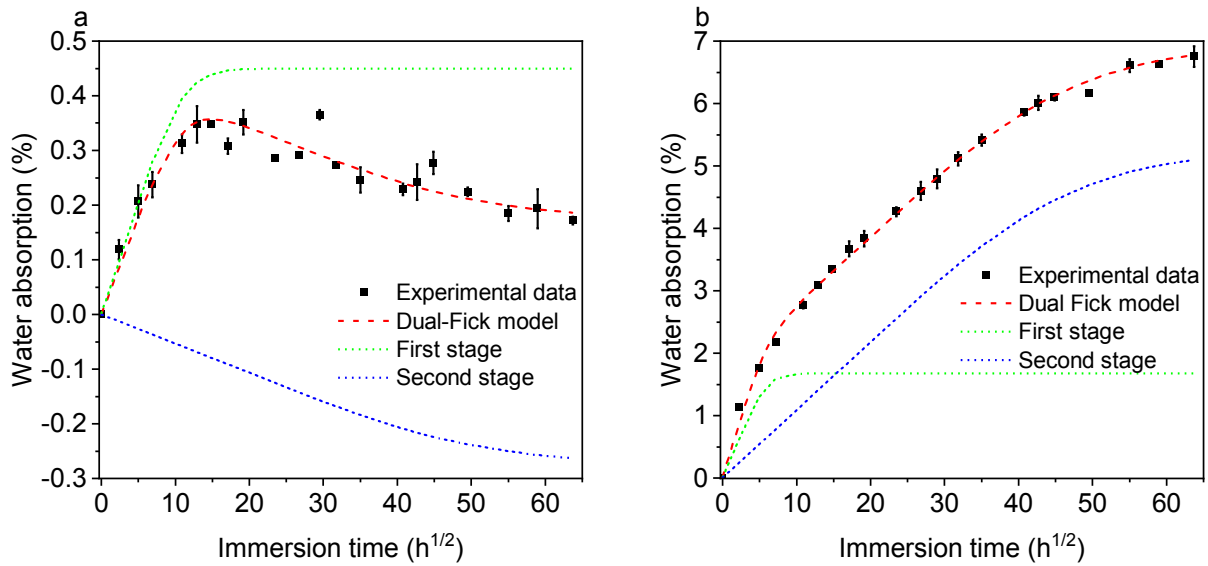 a
0.5
0.4
0.3
0.2
0.1
0.0
-0.1
-0.2
-0.3
Water absorption (%)
Experimental data
Dual-Fick model
First stage
Second stage
0 10 20 30 40 50 60
Immersion time (h^{1/2})
b
7
6
5
4
3
2
1
0
Water absorption (%)
Experimental data
Dual Fick model
First stage
Second stage
0 10 20 30 40 50 60
Immersion time (h^{1/2})